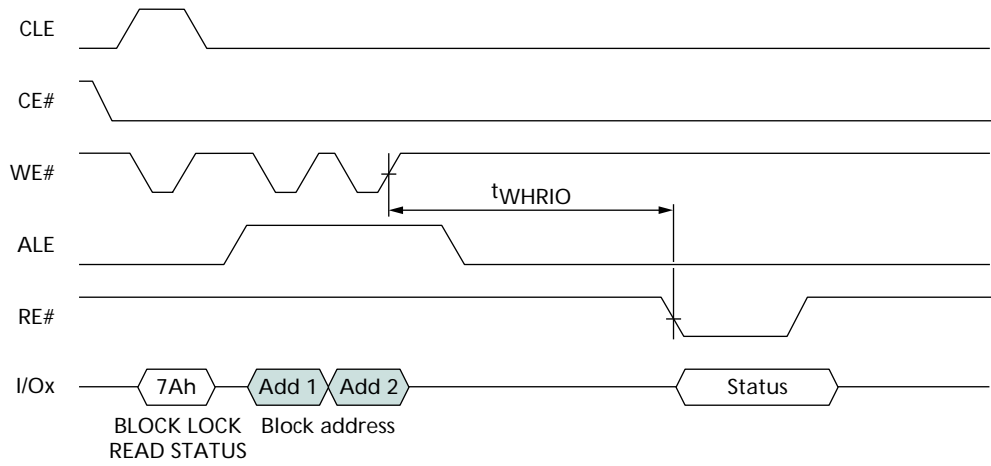 CLE
CE#
WE#
tWHRIO
ALE
RE#
I/Ox
7Ah
Add 1
Add 2
Status
BLOCK LOCK
READ STATUS
Block address